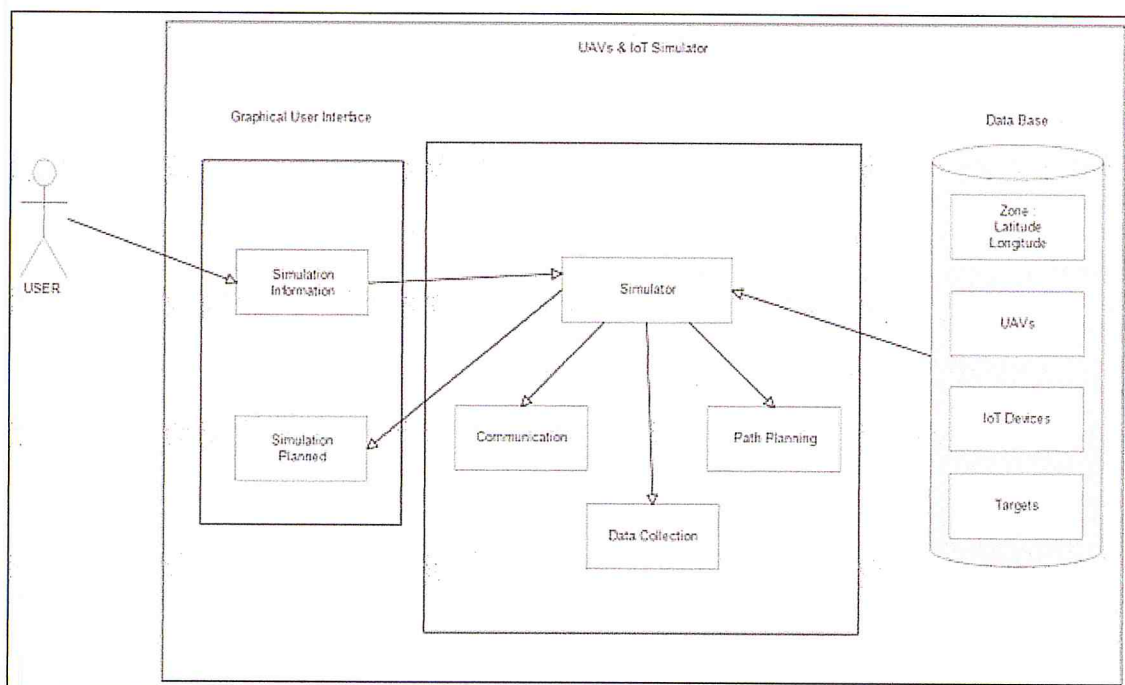 UAVs & IoT Simulator
Graphical User Interface
Data Base
USER
Simulation
Information
Simulation
Planned
Simulator
Communication
Path Planning
Data Collection
Zone :
Latitude
Longitude
UAVs
IoT Devices
Targets